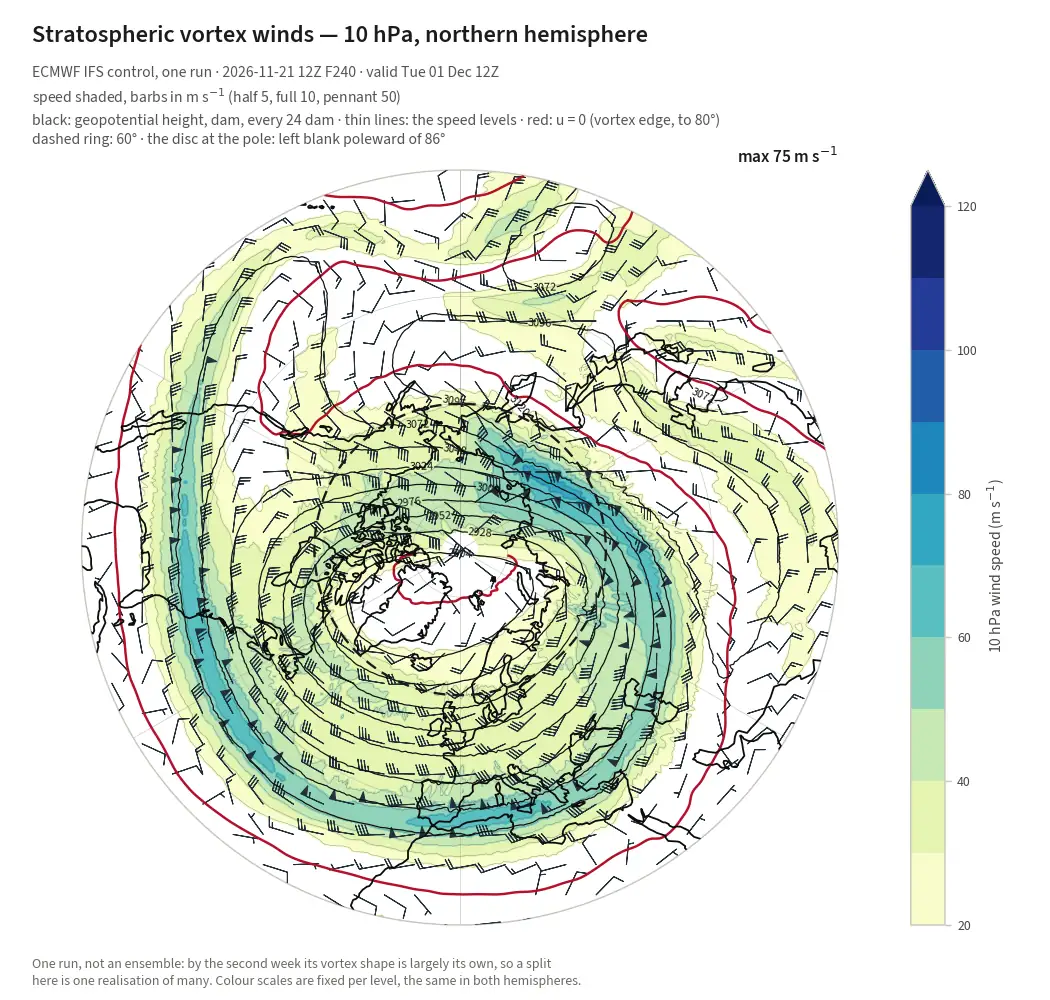 Stratospheric vortex winds — 10 hPa, northern hemisphere
ECMWF IFS control, one run · 2026-11-21 12Z F240 · valid Tue 01 Dec 12Z
speed shaded, barbs in m s⁻¹ (half 5, full 10, pennant 50)
black: geopotential height, dam, every 24 dam · thin lines: the speed levels · red: u = 0 (vortex edge, to 80°)
dashed ring: 60° · the disc at the pole: left blank poleward of 86°
max 75 m s⁻¹
120
100
80
60
40
20
10 hPa wind speed (m s⁻¹)
3072
3096
3024
2976
2928
One run, not an ensemble: by the second week its vortex shape is largely its own, so a split
here is one realisation of many. Colour scales are fixed per level, the same in both hemispheres.